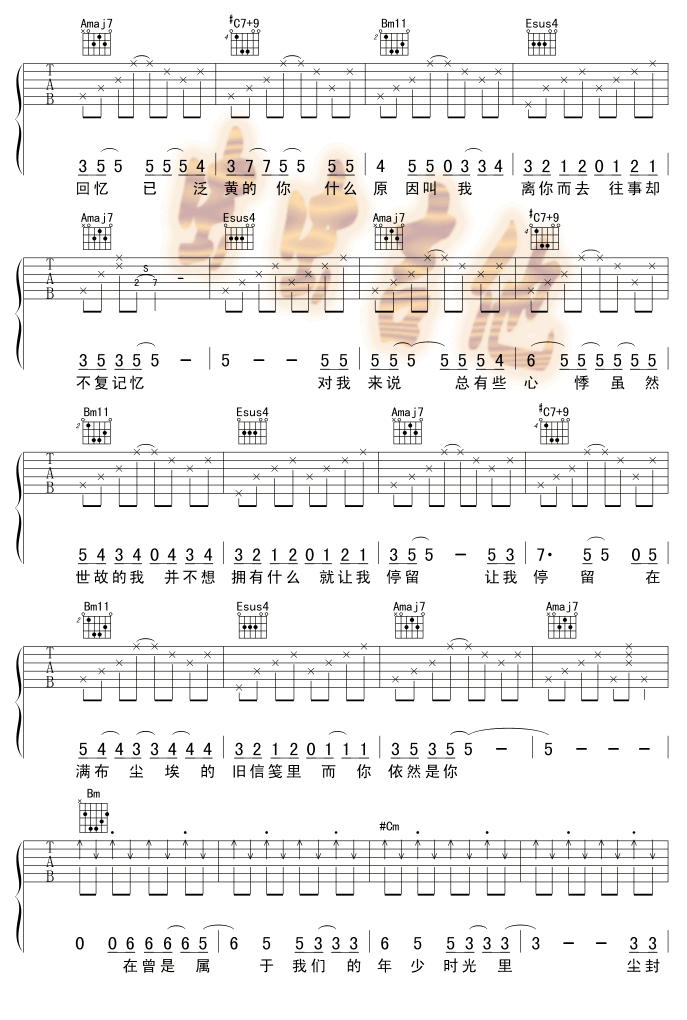 Amaj7 #C7+9 Bm11 Esus4
4 2
T A B
3 5 5 5 5 5 4 | 3 7 7 5 5 5 5 | 4 5 5 0 3 3 4 | 3 2 1 2 0 1 2 1
回忆 已 泛 黄的 你 什么 原 因叫 我 离你而去 往事却
Amaj7 Esus4 Amaj7 #C7+9
4
T A B S 2 7 –
3 5 3 5 5 – | 5 – – 5 5 | 5 5 5 5 5 5 4 | 6 5 5 5 5 5 5
不复记忆 对我 来说 总有些 心 悸 虽 然
Bm11 Esus4 Amaj7 #C7+9
2 4
T A B
5 4 3 4 0 4 3 4 | 3 2 1 2 0 1 2 1 | 3 5 5 – 5 3 | 7· 5 5 0 5
世故的我 并不想 拥有什么 就让我 停留 让我 停 留 在
Bm11 Esus4 Amaj7 Amaj7
2
T A B
5 4 4 3 3 4 4 4 | 3 2 1 2 0 1 1 1 | 3 5 3 5 5 – | 5 – – –
满布 尘 埃 的 旧信笺里 而 你 依然是你
Bm
#Cm
T A B
0 0 6 6 6 6 5 | 6 5 5 3 3 3 | 6 5 5 3 3 3 | 3 – – 3 3
在曾是 属 于 我们 的 年 少 时光 里 尘封